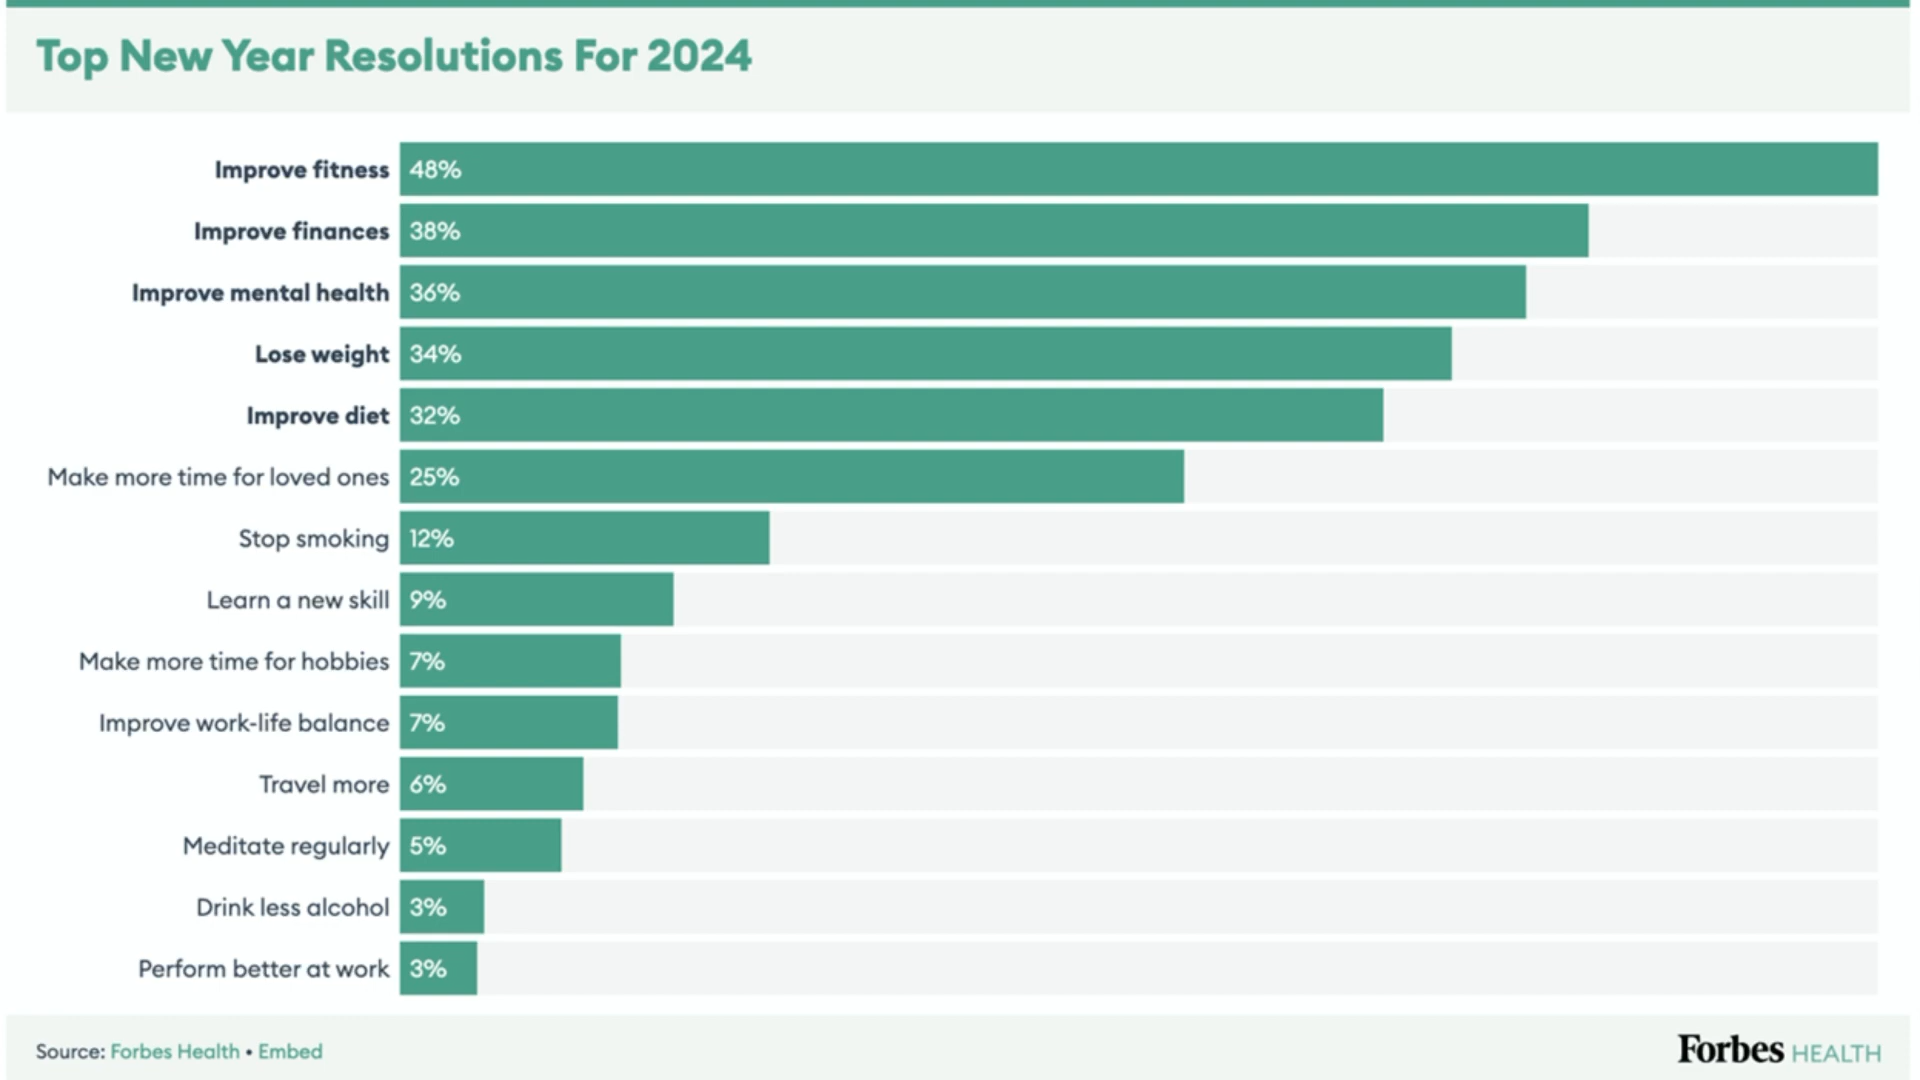 Top New Year Resolutions For 2024
Improve fitness 48%
Improve finances 38%
Improve mental health 36%
Lose weight 34%
Improve diet 32%
Make more time for loved ones 25%
Stop smoking 12%
Learn a new skill 9%
Make more time for hobbies 7%
Improve work-life balance 7%
Travel more 6%
Meditate regularly 5%
Drink less alcohol 3%
Perform better at work 3%
Source: Forbes Health • Embed
Forbes HEALTH